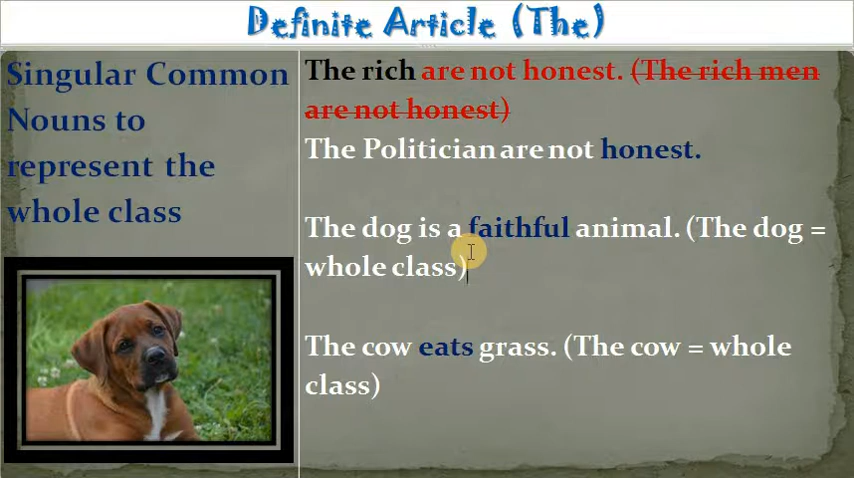 Definite Article (The)
Singular Common
Nouns to
represent the
whole class
The rich are not honest. (The rich men
are not honest)
The Politician are not honest.
The dog is a faithful animal. (The dog =
whole class)
The cow eats grass. (The cow = whole
class)